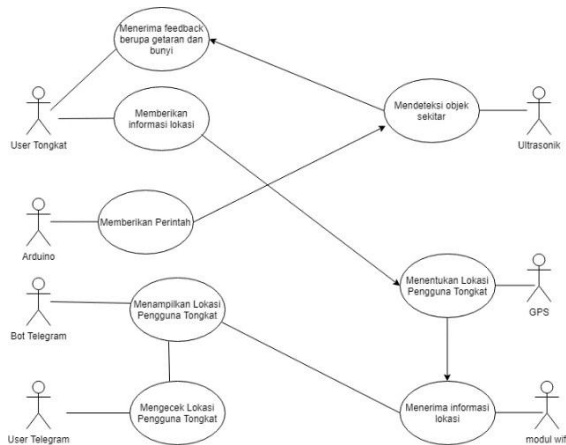 Menerima feedback
berupa getaran dan
bunyi
User Tongkat
Memberikan
informasi lokasi
Mendeteksi objek
sekitar
Ultrasonik
Arduino
Memberikan Perintah
Menentukan Lokasi
Pengguna Tongkat
GPS
Bot Telegram
Menampilkan Lokasi
Pengguna Tongkat
User Telegram
Mengecek Lokasi
Pengguna Tongkat
Menerima informasi
lokasi
modul wifi